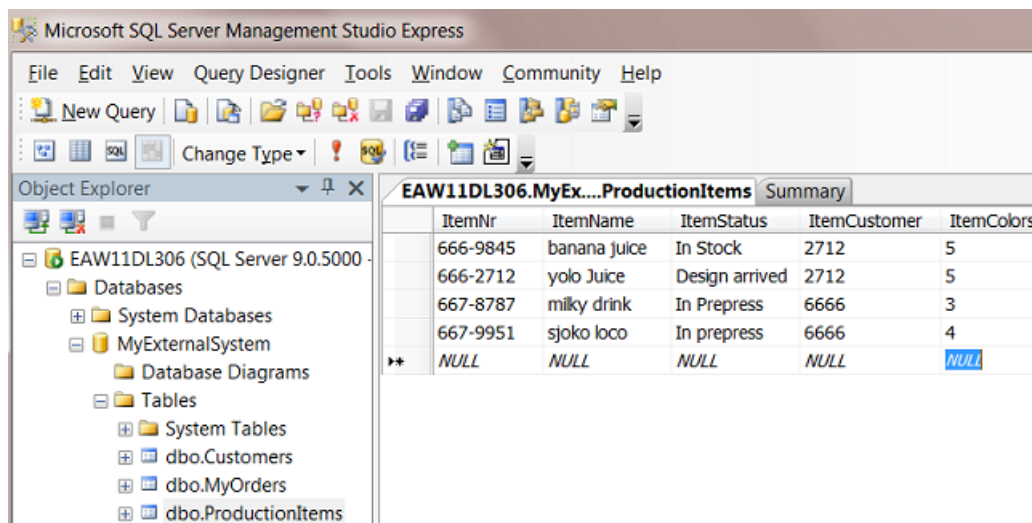 Microsoft SQL Server Management Studio Express
File Edit View Query Designer Tools Window Community Help
New Query
SQL Change Type SQL
Object Explorer
EAW11DL306.MyEx....ProductionItems Summary
ItemNr ItemName ItemStatus ItemCustomer ItemColors
666-9845 banana juice In Stock 2712 5
666-2712 yolo Juice Design arrived 2712 5
667-8787 milky drink In Prepress 6666 3
667-9951 sjoko loco In prepress 6666 4
NULL NULL NULL NULL NULL
EAW11DL306 (SQL Server 9.0.5000 -
Databases
System Databases
MyExternalSystem
Database Diagrams
Tables
System Tables
dbo.Customers
dbo.MyOrders
dbo.ProductionItems